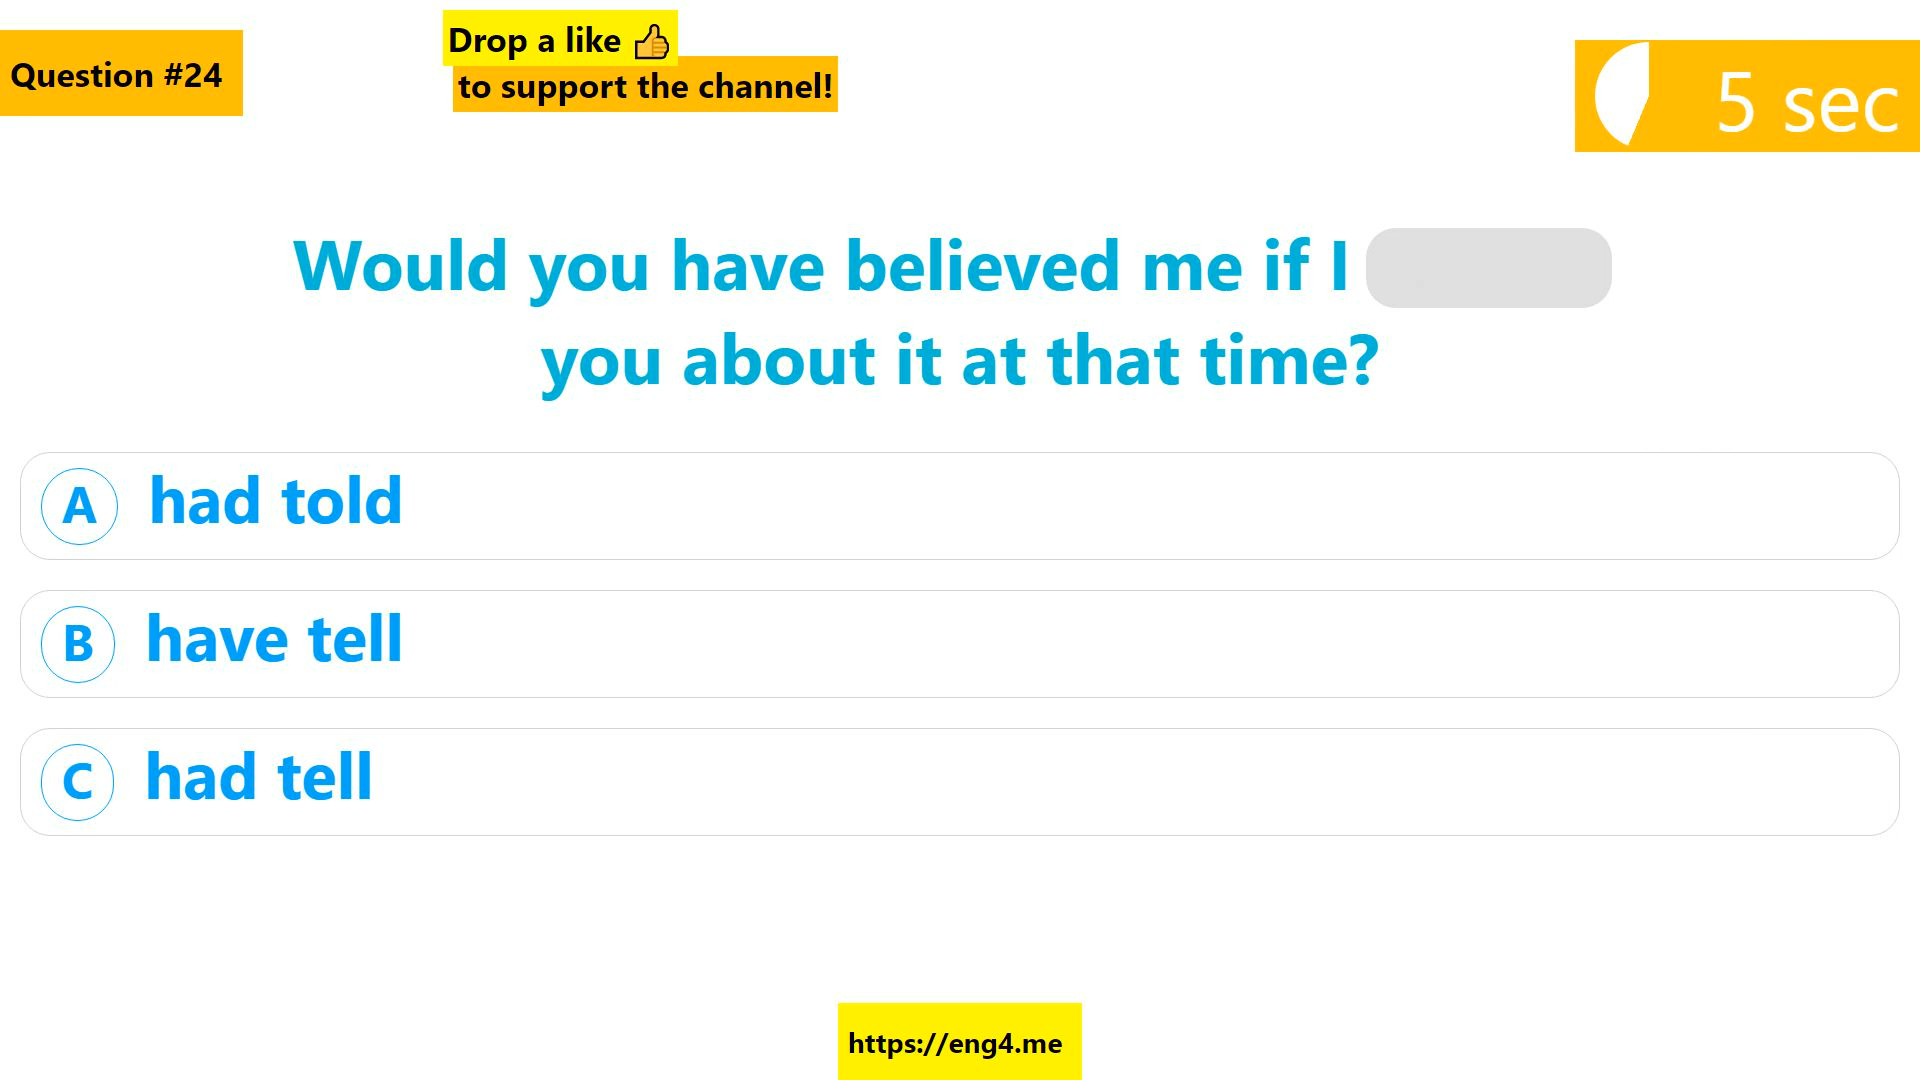 Question #24
Drop a like 👍
to support the channel!
5 sec
Would you have believed me if I
you about it at that time?
A had told
B have tell
C had tell
https://eng4.me